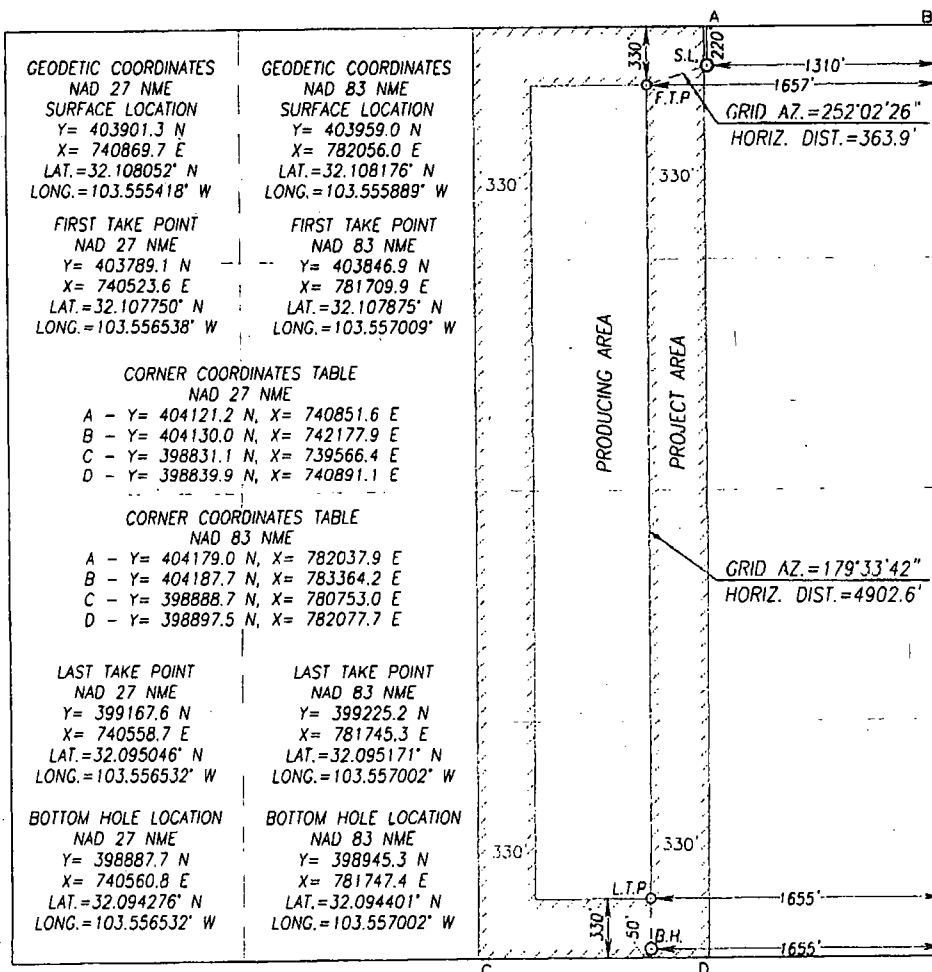 GEODETIC COORDINATES
NAD 27 NME
SURFACE LOCATION
Y= 403901.3 N
X= 740869.7 E
LAT.=32.108052° N
LONG.=103.555418° W
FIRST TAKE POINT
NAD 27 NME
Y= 403789.1 N
X= 740523.6 E
LAT.=32.107750° N
LONG.=103.556538° W
GEODETIC COORDINATES
NAD 83 NME
SURFACE LOCATION
Y= 403959.0 N
X= 782056.0 E
LAT.=32.108176° N
LONG.=103.555889° W
FIRST TAKE POINT
NAD 83 NME
Y= 403846.9 N
X= 781709.9 E
LAT.=32.107875° N
LONG.=103.557009° W
CORNER COORDINATES TABLE
NAD 27 NME
A - Y= 404121.2 N, X= 740851.6 E
B - Y= 404130.0 N, X= 742177.9 E
C - Y= 398831.1 N, X= 739566.4 E
D - Y= 398839.9 N, X= 740891.1 E
CORNER COORDINATES TABLE
NAD 83 NME
A - Y= 404179.0 N, X= 782037.9 E
B - Y= 404187.7 N, X= 783364.2 E
C - Y= 398888.7 N, X= 780753.0 E
D - Y= 398897.5 N, X= 782077.7 E
LAST TAKE POINT
NAD 27 NME
Y= 399167.6 N
X= 740558.7 E
LAT.=32.095046° N
LONG.=103.556532° W
BOTTOM HOLE LOCATION
NAD 27 NME
Y= 398887.7 N
X= 740560.8 E
LAT.=32.094276° N
LONG.=103.556532° W
LAST TAKE POINT
NAD 83 NME
Y= 399225.2 N
X= 781745.3 E
LAT.=32.095171° N
LONG.=103.557002° W
BOTTOM HOLE LOCATION
NAD 83 NME
Y= 398945.3 N
X= 781747.4 E
LAT.=32.094401° N
LONG.=103.557002° W
A
B
330'
S.L.
220'
1310'
F.T.P
1657'
GRID AZ.=252°02'26"
HORIZ. DIST.=363.9'
330'
330'
PRODUCING AREA
PROJECT AREA
GRID AZ.=179°33'42"
HORIZ. DIST.=4902.6'
330'
330'
L.T.P
1655'
330'
50'
B.H.
1655'
C
D